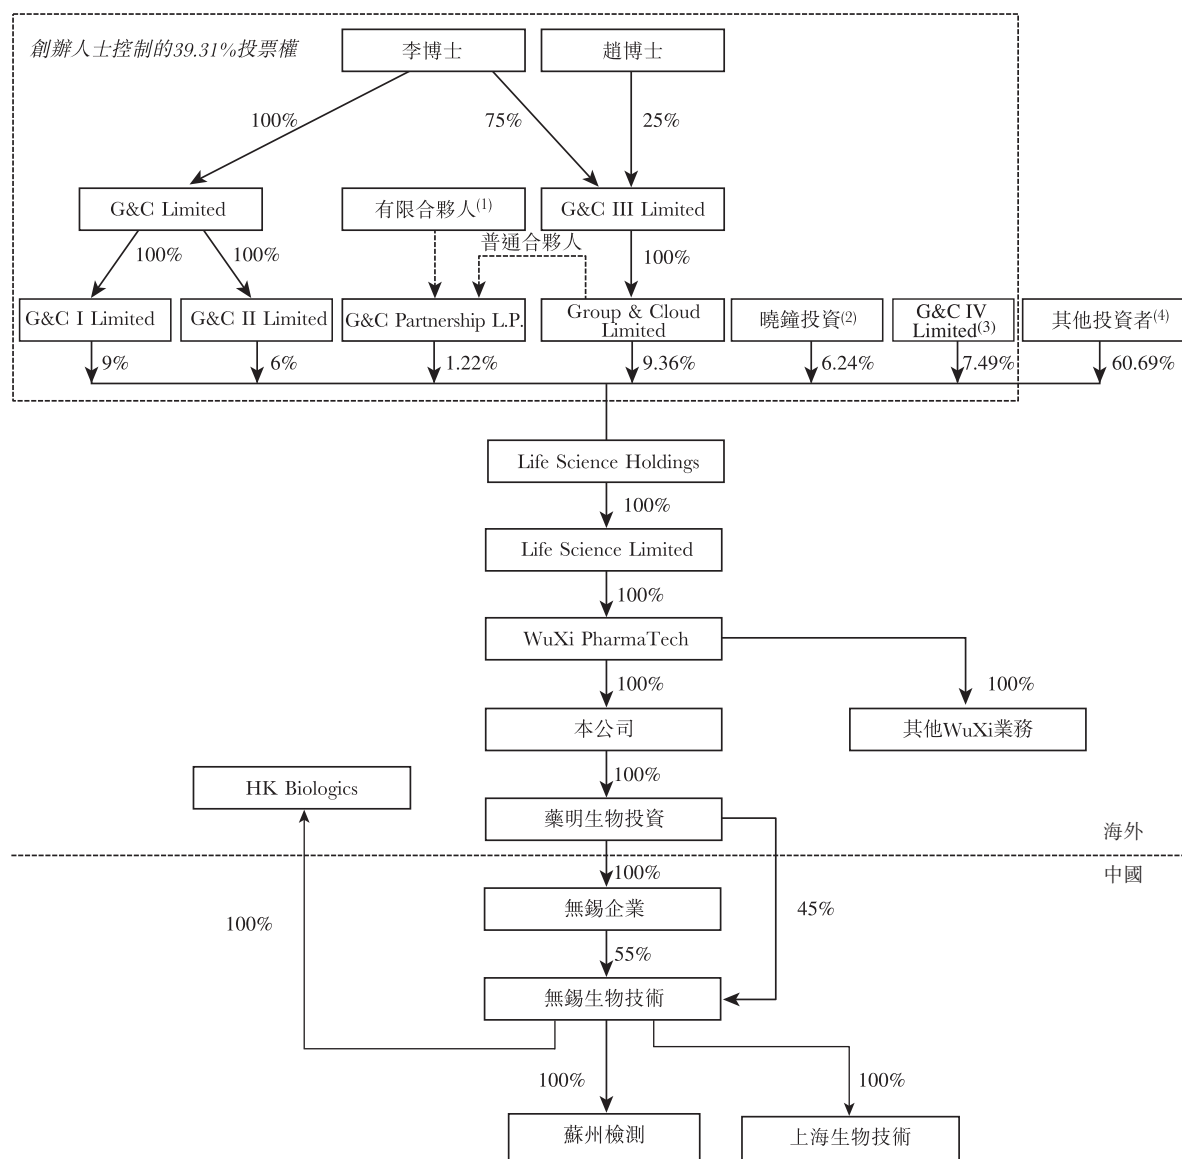 創辦人士控制的39.31%投票權
李博士
趙博士
100%
75%
25%
G&C Limited
有限合夥人(1)
G&C III Limited
普通合夥人
100%
100%
100%
G&C I Limited
G&C II Limited
G&C Partnership L.P.
Group & Cloud
Limited
曉鐘投資(2)
G&C IV
Limited(3)
其他投資者(4)
9%
6%
1.22%
9.36%
6.24%
7.49%
60.69%
Life Science Holdings
100%
Life Science Limited
100%
WuXi PharmaTech
100%
100%
本公司
其他WuXi業務
100%
HK Biologics
藥明生物投資
海外
100%
中國
無錫企業
100%
45%
55%
無錫生物技術
100%
100%
蘇州檢測
上海生物技術